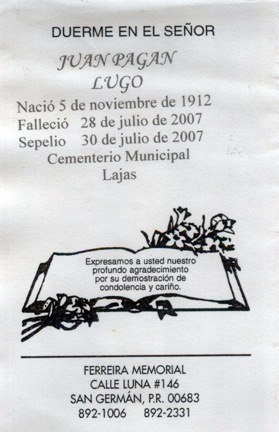 DUERME EN EL SEÑOR
JUAN PAGAN
LUGO
Nació 5 de noviembre de 1912
Falleció 28 de julio de 2007
Sepelio 30 de julio de 2007
Cementerio Municipal
Lajas
Expresamos a usted nuestro
profundo agradecimiento
por su demostración de
condolencia y cariño.
FERREIRA MEMORIAL
CALLE LUNA #146
SAN GERMÁN, P.R. 00683
892-1006 892-2331